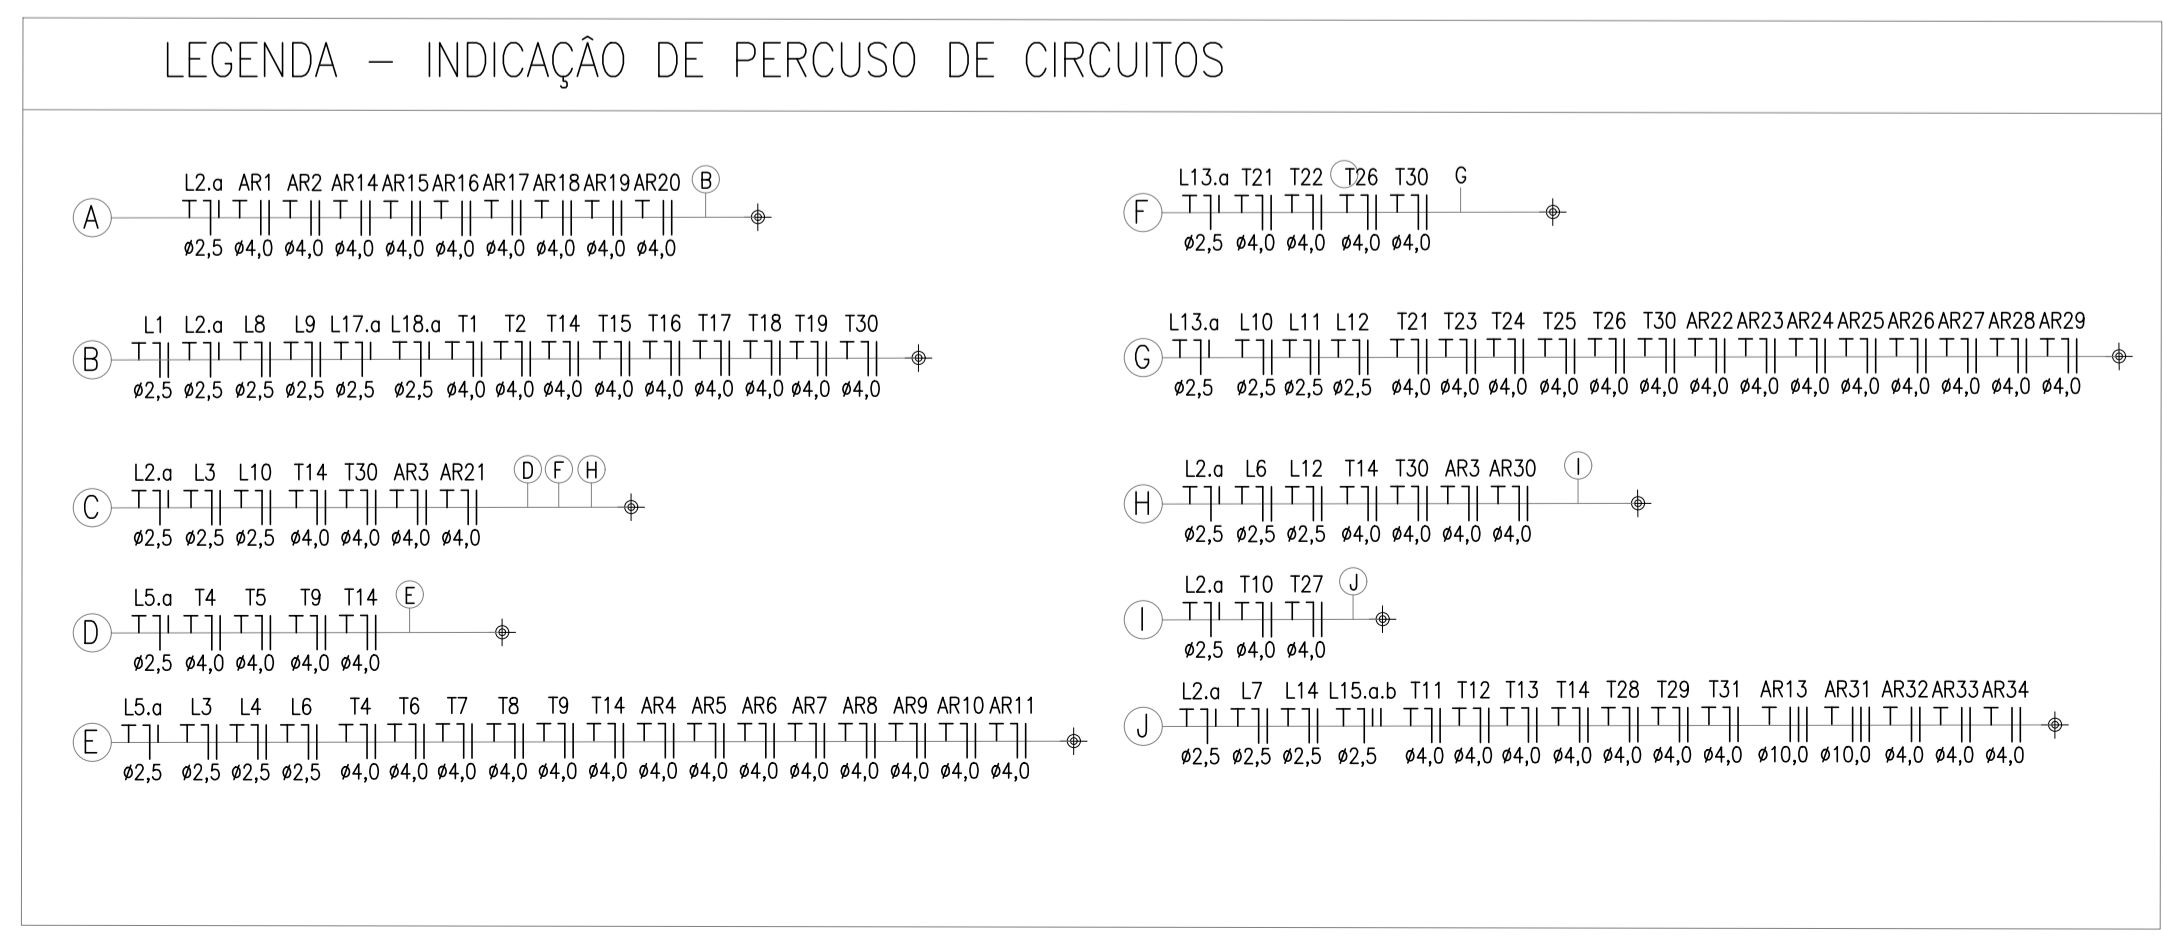 LEGENDA – INDICAÇÂO DE PERCUSO DE CIRCUITOS
L2.a AR1 AR2 AR14 AR15 AR16 AR17 AR18 AR19 AR20 B
A
ø2,5 ø4,0 ø4,0 ø4,0 ø4,0 ø4,0 ø4,0 ø4,0 ø4,0 ø4,0
L1 L2.a L8 L9 L17.a L18.a T1 T2 T14 T15 T16 T17 T18 T19 T30
B
ø2,5 ø2,5 ø2,5 ø2,5 ø2,5 ø2,5 ø4,0 ø4,0 ø4,0 ø4,0 ø4,0 ø4,0 ø4,0 ø4,0 ø4,0
L2.a L3 L10 T14 T30 AR3 AR21 D F H
C
ø2,5 ø2,5 ø2,5 ø4,0 ø4,0 ø4,0 ø4,0
L5.a T4 T5 T9 T14 E
D
ø2,5 ø4,0 ø4,0 ø4,0 ø4,0
L5.a L3 L4 L6 T4 T6 T7 T8 T9 T14 AR4 AR5 AR6 AR7 AR8 AR9 AR10 AR11
E
ø2,5 ø2,5 ø2,5 ø2,5 ø4,0 ø4,0 ø4,0 ø4,0 ø4,0 ø4,0 ø4,0 ø4,0 ø4,0 ø4,0 ø4,0 ø4,0 ø4,0 ø4,0
L13.a T21 T22 T26 T30 G
F
ø2,5 ø4,0 ø4,0 ø4,0 ø4,0
L13.a L10 L11 L12 T21 T23 T24 T25 T26 T30 AR22 AR23 AR24 AR25 AR26 AR27 AR28 AR29
G
ø2,5 ø2,5 ø2,5 ø2,5 ø4,0 ø4,0 ø4,0 ø4,0 ø4,0 ø4,0 ø4,0 ø4,0 ø4,0 ø4,0 ø4,0 ø4,0 ø4,0 ø4,0
L2.a L6 L12 T14 T30 AR3 AR30 I
H
ø2,5 ø2,5 ø2,5 ø4,0 ø4,0 ø4,0 ø4,0
L2.a T10 T27 J
I
ø2,5 ø4,0 ø4,0
L2.a L7 L14 L15.a.b T11 T12 T13 T14 T28 T29 T31 AR13 AR31 AR32 AR33 AR34
J
ø2,5 ø2,5 ø2,5 ø2,5 ø4,0 ø4,0 ø4,0 ø4,0 ø4,0 ø4,0 ø4,0 ø10,0 ø10,0 ø4,0 ø4,0 ø4,0